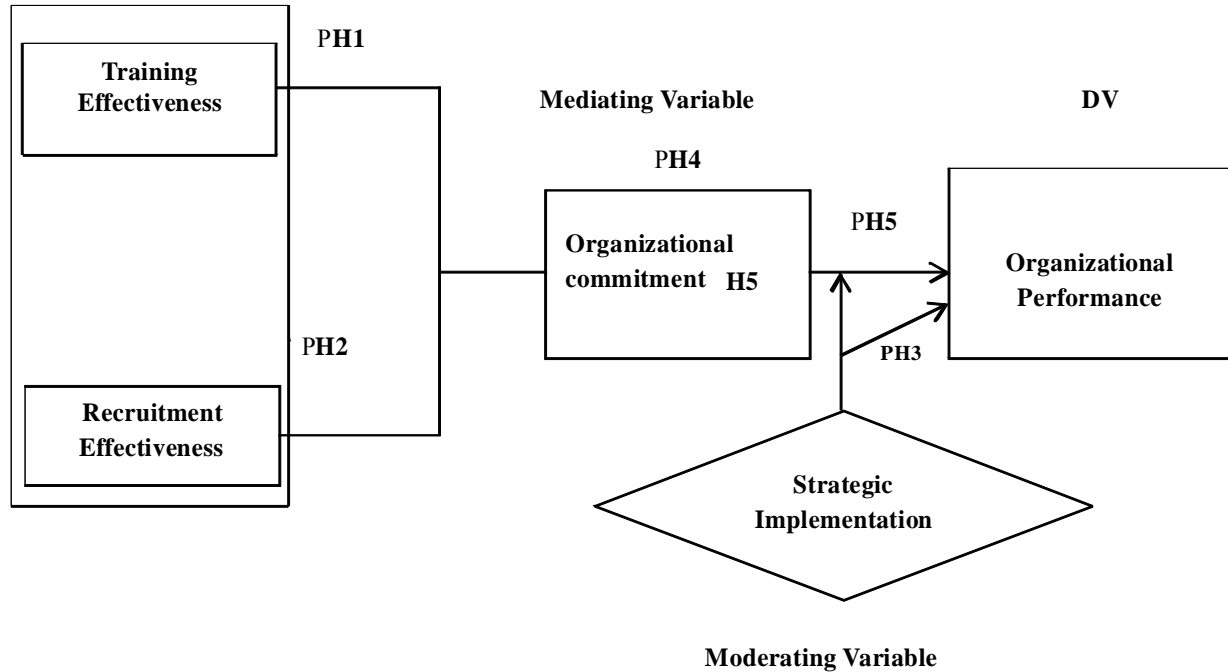 PH1
Training
Effectiveness
Mediating Variable
DV
PH4
PH5
Organizational
commitment H5
Organizational
Performance
PH2
PH3
Recruitment
Effectiveness
Strategic
Implementation
Moderating Variable